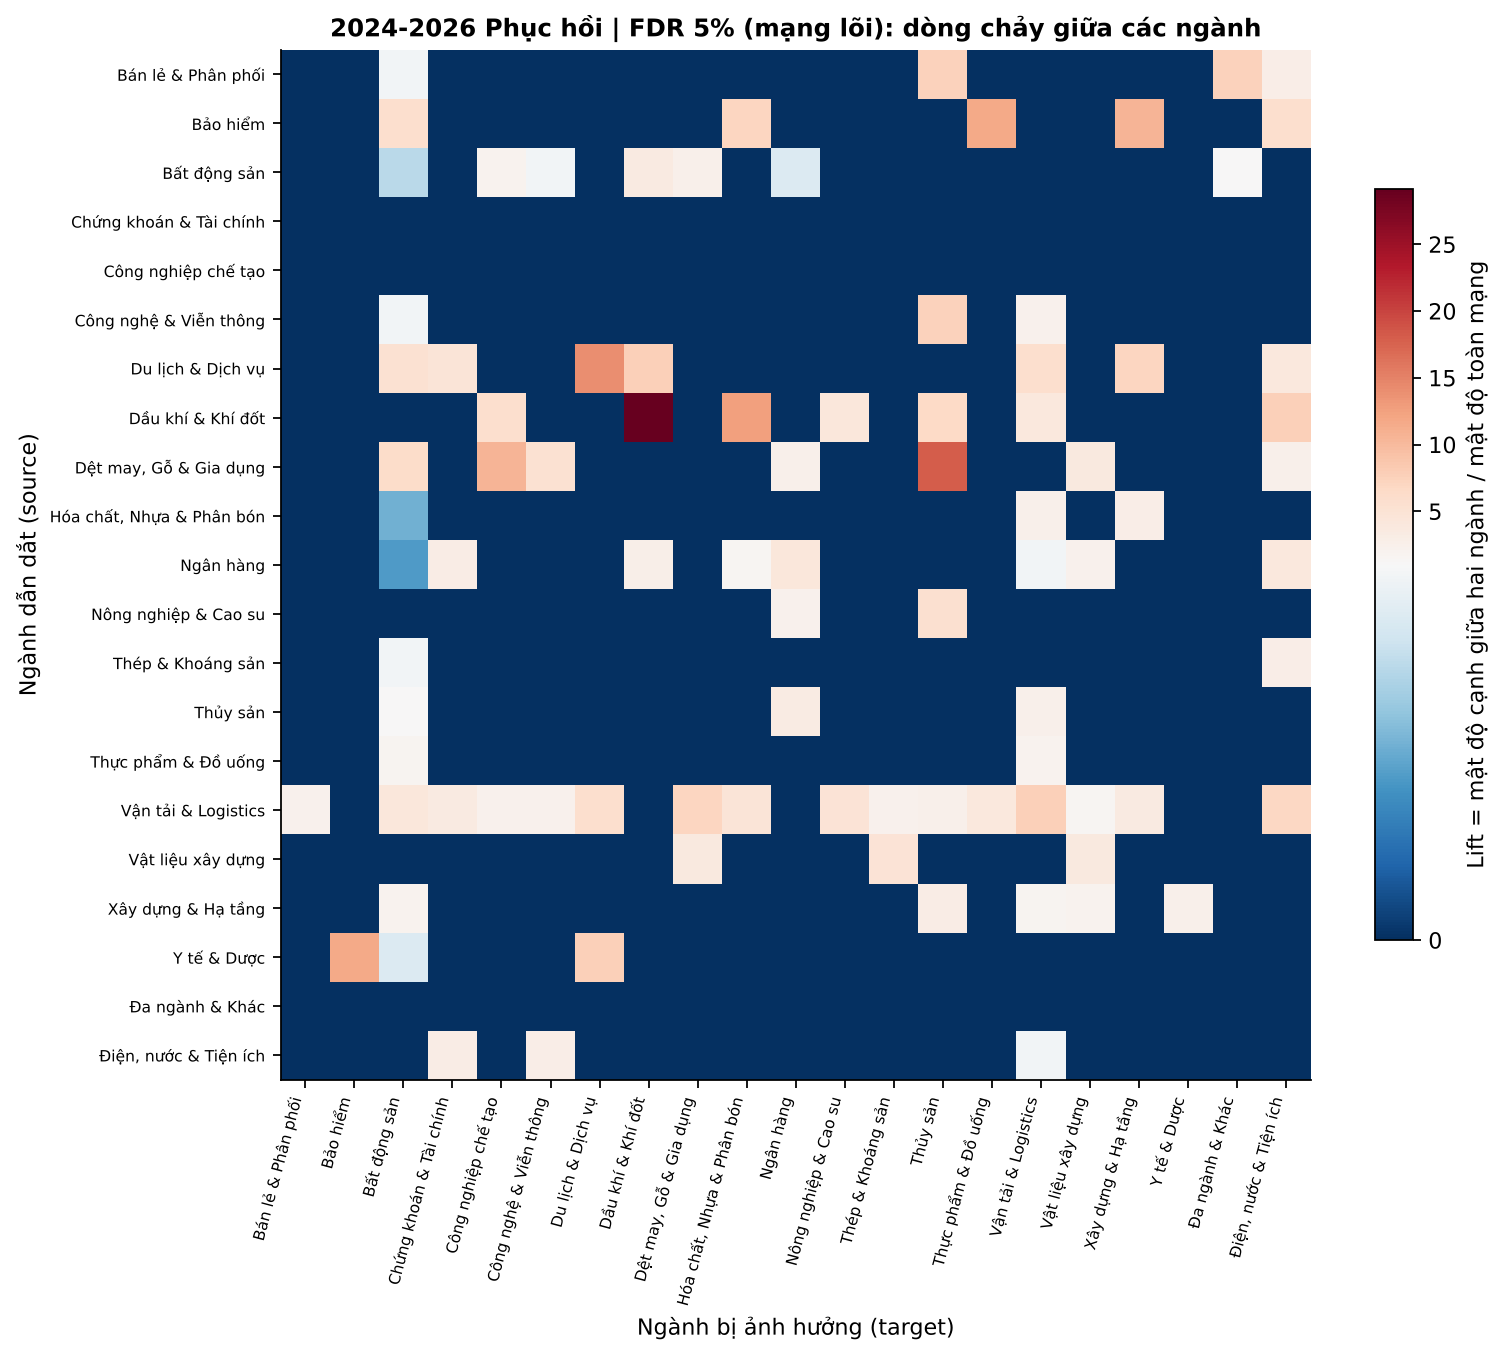 2024-2026 Phục hồi | FDR 5% (mạng lõi): dòng chảy giữa các ngành
Ngành dẫn dắt (source)
Bán lẻ & Phân phối
Bảo hiểm
Bất động sản
Chứng khoán & Tài chính
Công nghiệp chế tạo
Công nghệ & Viễn thông
Du lịch & Dịch vụ
Dầu khí & Khí đốt
Dệt may, Gỗ & Gia dụng
Hóa chất, Nhựa & Phân bón
Ngân hàng
Nông nghiệp & Cao su
Thép & Khoáng sản
Thủy sản
Thực phẩm & Đồ uống
Vận tải & Logistics
Vật liệu xây dựng
Xây dựng & Hạ tầng
Y tế & Dược
Đa ngành & Khác
Điện, nước & Tiện ích
Bán lẻ & Phân phối
Bảo hiểm
Bất động sản
Chứng khoán & Tài chính
Công nghiệp chế tạo
Công nghệ & Viễn thông
Du lịch & Dịch vụ
Dầu khí & Khí đốt
Dệt may, Gỗ & Gia dụng
Hóa chất, Nhựa & Phân bón
Ngân hàng
Nông nghiệp & Cao su
Thép & Khoáng sản
Thủy sản
Thực phẩm & Đồ uống
Vận tải & Logistics
Vật liệu xây dựng
Xây dựng & Hạ tầng
Y tế & Dược
Đa ngành & Khác
Điện, nước & Tiện ích
Ngành bị ảnh hưởng (target)
25
20
15
10
5
0
Lift = mật độ cạnh giữa hai ngành / mật độ toàn mạng